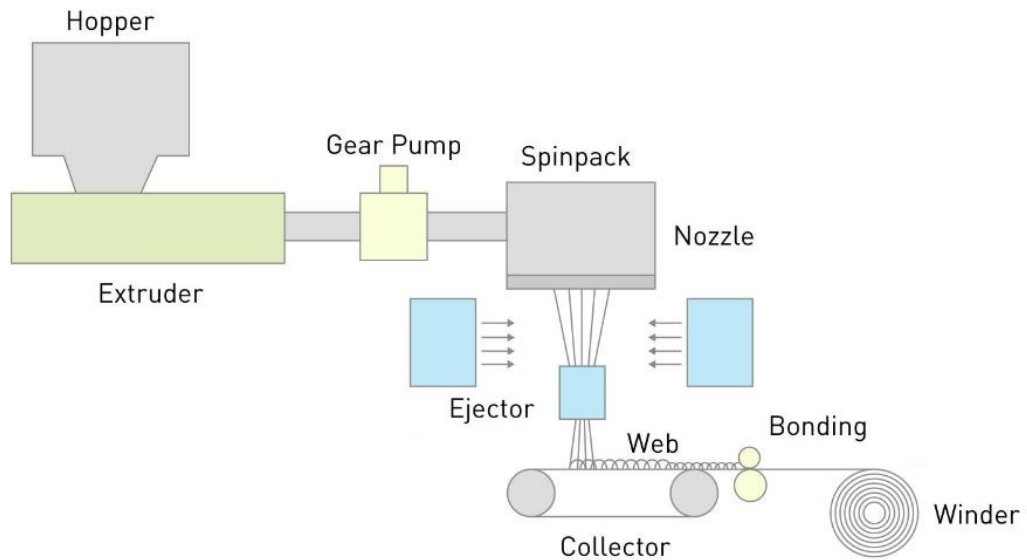 Hopper
Gear Pump
Spinpack
Nozzle
Extruder
Ejector
Web
Bonding
Collector
Winder